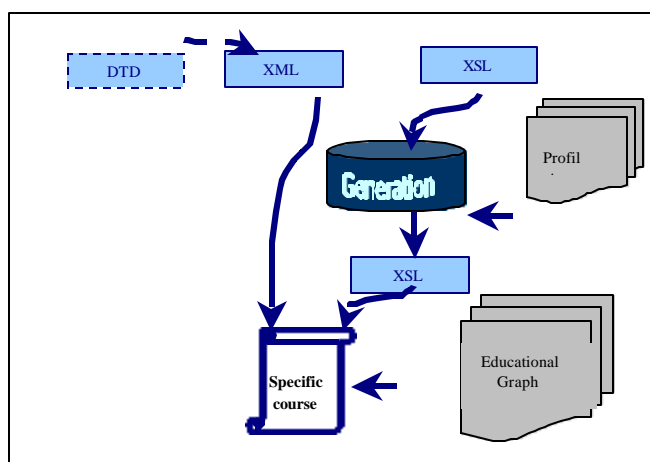 DTD
XML
XSL
Profil
Generation
XSL
Educational
Graph
Specific
course